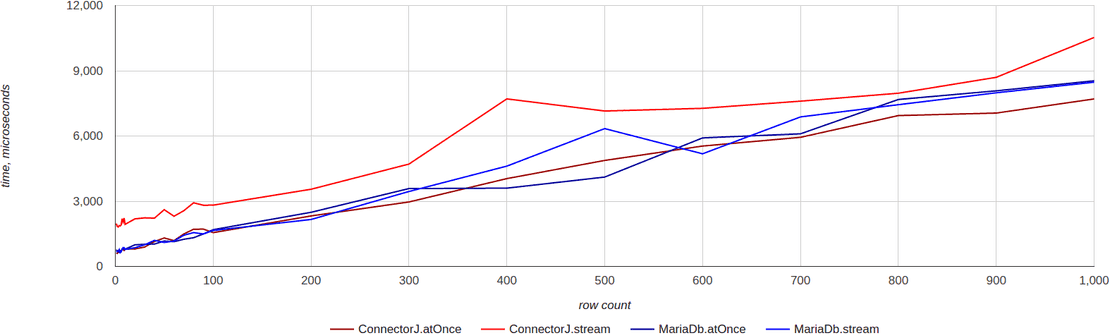 12,000
9,000
6,000
3,000
0
time, microseconds
0 100 200 300 400 500 600 700 800 900 1,000
row count
ConnectorJ.atOnce ConnectorJ.stream MariaDb.atOnce MariaDb.stream